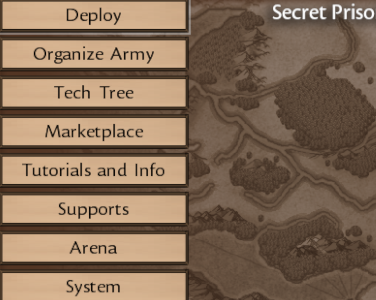 Deploy
Secret Priso
Organize Army
Tech Tree
Marketplace
Tutorials and Info
Supports
Arena
System